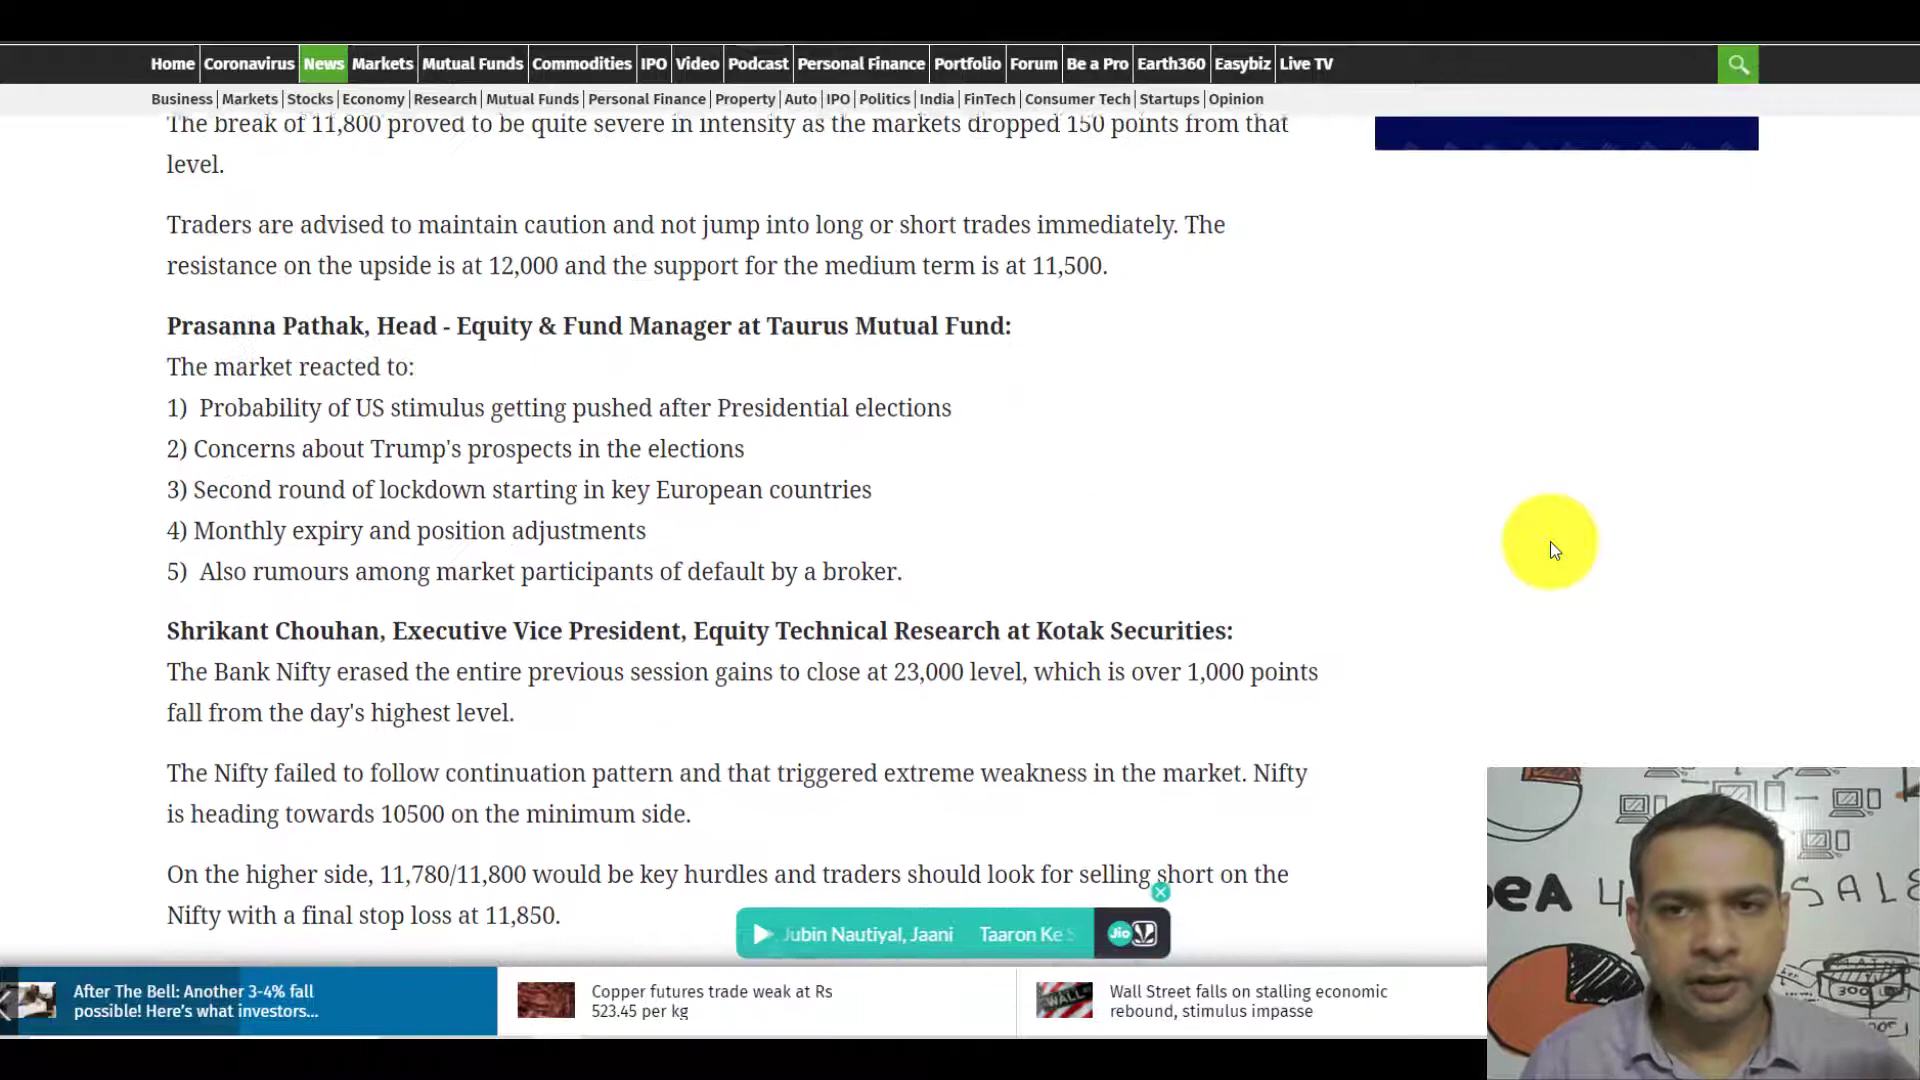 Home Coronavirus News Markets Mutual Funds Commodities IPO Video Podcast Personal Finance Portfolio Forum Be a Pro Earth360 Easybiz Live TV
Business Markets Stocks Economy Research Mutual Funds Personal Finance Property Auto IPO Politics India FinTech Consumer Tech Startups Opinion
The break of 11,800 proved to be quite severe in intensity as the markets dropped 150 points from that
level.
Traders are advised to maintain caution and not jump into long or short trades immediately. The
resistance on the upside is at 12,000 and the support for the medium term is at 11,500.
Prasanna Pathak, Head - Equity & Fund Manager at Taurus Mutual Fund:
The market reacted to:
1) Probability of US stimulus getting pushed after Presidential elections
2) Concerns about Trump's prospects in the elections
3) Second round of lockdown starting in key European countries
4) Monthly expiry and position adjustments
5) Also rumours among market participants of default by a broker.
Shrikant Chouhan, Executive Vice President, Equity Technical Research at Kotak Securities:
The Bank Nifty erased the entire previous session gains to close at 23,000 level, which is over 1,000 points
fall from the day's highest level.
The Nifty failed to follow continuation pattern and that triggered extreme weakness in the market. Nifty
is heading towards 10500 on the minimum side.
On the higher side, 11,780/11,800 would be key hurdles and traders should look for selling short on the
Nifty with a final stop loss at 11,850.
Jubin Nautiyal, Jaani Taaron Ke
Jio
After The Bell: Another 3-4% fall
possible! Here's what investors...
Copper futures trade weak at Rs
523.45 per kg
WALL
Wall Street falls on stalling economic
rebound, stimulus impasse
SALE
300